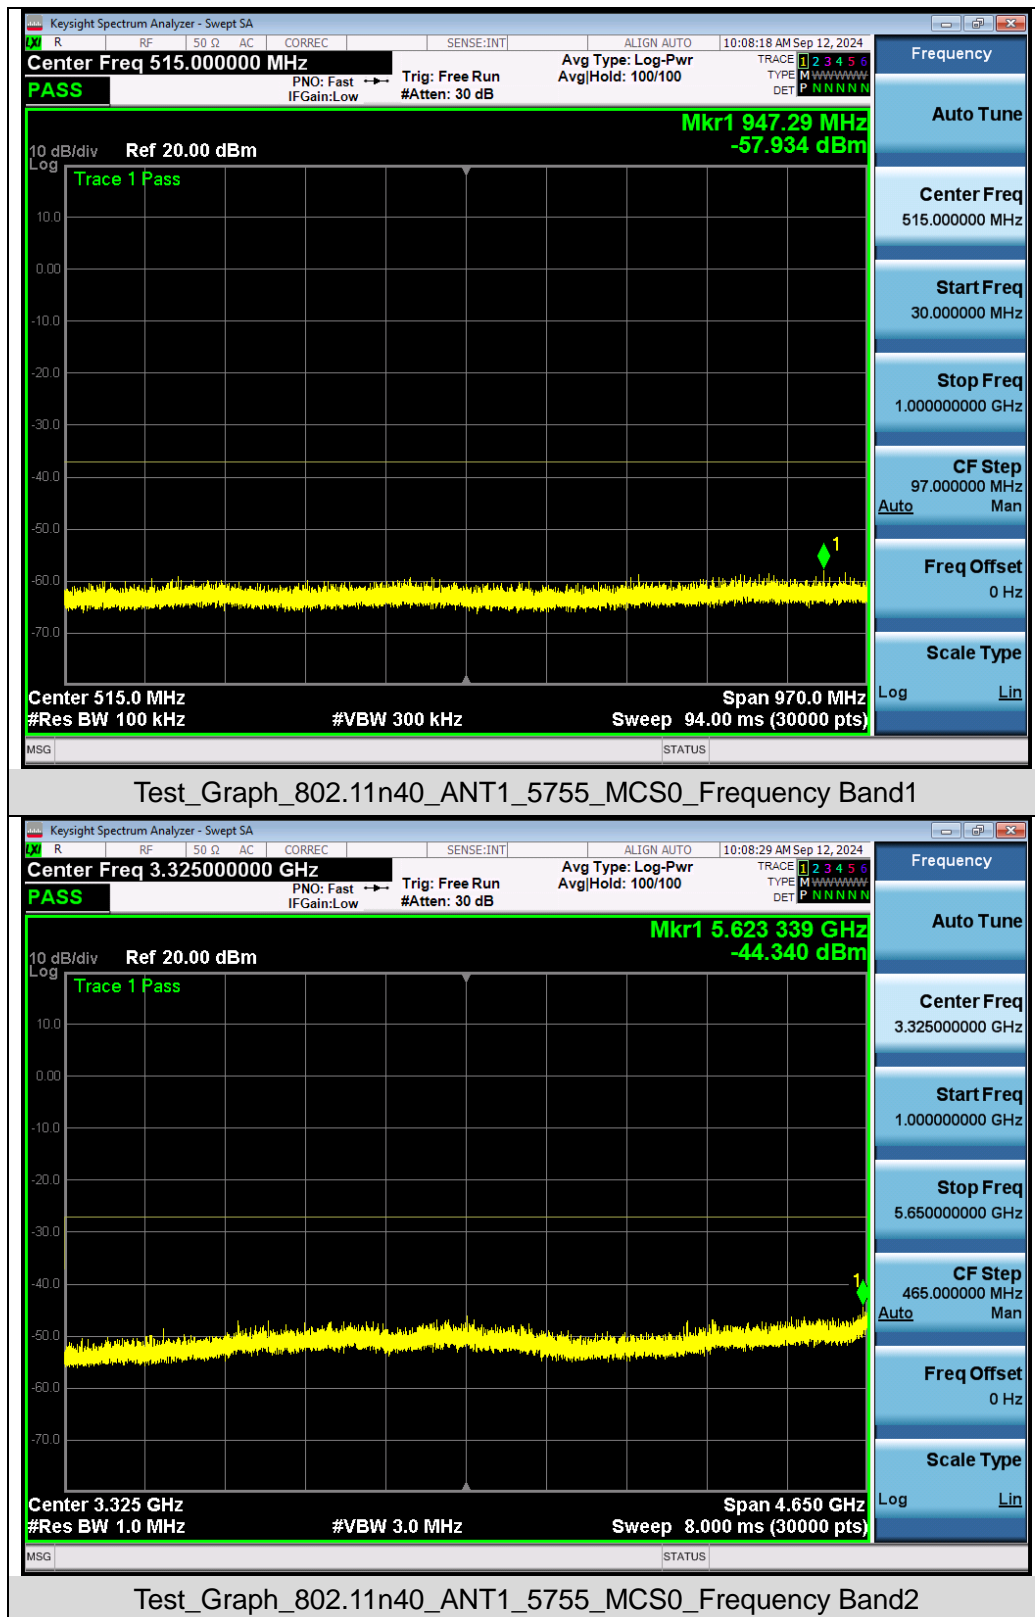 Keysight Spectrum Analyzer - Swept SA
LXI R RF 50 Ω AC CORREC SENSE:INT ALIGN AUTO 10:08:18 AM Sep 12, 2024
Center Freq 515.000000 MHz
PASS
PNO: Fast
IFGain:Low
Trig: Free Run
#Atten: 30 dB
Avg Type: Log-Pwr
Avg|Hold: 100/100
TRACE 1 2 3 4 5 6
TYPE M WWWWW
DET P N N N N N
Mkr1 947.29 MHz
-57.934 dBm
10 dB/div Ref 20.00 dBm
Log
Trace 1 Pass
10.0
0.00
-10.0
-20.0
-30.0
-40.0
-50.0
-60.0
-70.0
1
Center 515.0 MHz Span 970.0 MHz
#Res BW 100 kHz #VBW 300 kHz Sweep 94.00 ms (30000 pts)
MSG STATUS
Frequency
Auto Tune
Center Freq
515.000000 MHz
Start Freq
30.000000 MHz
Stop Freq
1.000000000 GHz
CF Step
97.000000 MHz
Auto Man
Freq Offset
0 Hz
Scale Type
Log Lin
Test_Graph_802.11n40_ANT1_5755_MCS0_Frequency Band1
Keysight Spectrum Analyzer - Swept SA
LXI R RF 50 Ω AC CORREC SENSE:INT ALIGN AUTO 10:08:29 AM Sep 12, 2024
Center Freq 3.325000000 GHz
PASS
PNO: Fast
IFGain:Low
Trig: Free Run
#Atten: 30 dB
Avg Type: Log-Pwr
Avg|Hold: 100/100
TRACE 1 2 3 4 5 6
TYPE M WWWWW
DET P N N N N N
Mkr1 5.623 339 GHz
-44.340 dBm
10 dB/div Ref 20.00 dBm
Log
Trace 1 Pass
10.0
0.00
-10.0
-20.0
-30.0
-40.0
-50.0
-60.0
-70.0
1
Center 3.325 GHz Span 4.650 GHz
#Res BW 1.0 MHz #VBW 3.0 MHz Sweep 8.000 ms (30000 pts)
MSG STATUS
Frequency
Auto Tune
Center Freq
3.325000000 GHz
Start Freq
1.000000000 GHz
Stop Freq
5.650000000 GHz
CF Step
465.000000 MHz
Auto Man
Freq Offset
0 Hz
Scale Type
Log Lin
Test_Graph_802.11n40_ANT1_5755_MCS0_Frequency Band2